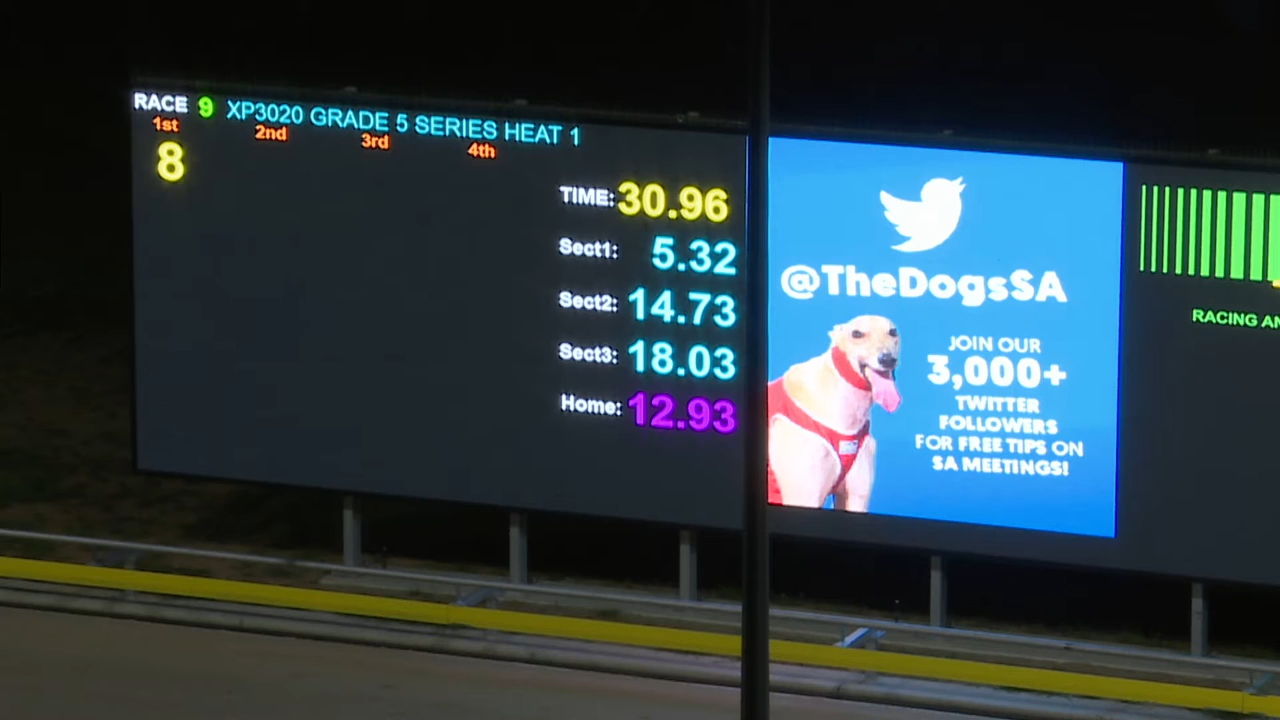 RACE 9 XP3020 GRADE 5 SERIES HEAT 1
1st 2nd 3rd 4th
8
TIME: 30.96
Sect1: 5.32
Sect2: 14.73
Sect3: 18.03
Home: 12.93
@TheDogsSA
JOIN OUR
3,000+
TWITTER
FOLLOWERS
FOR FREE TIPS ON
SA MEETINGS!
RACING